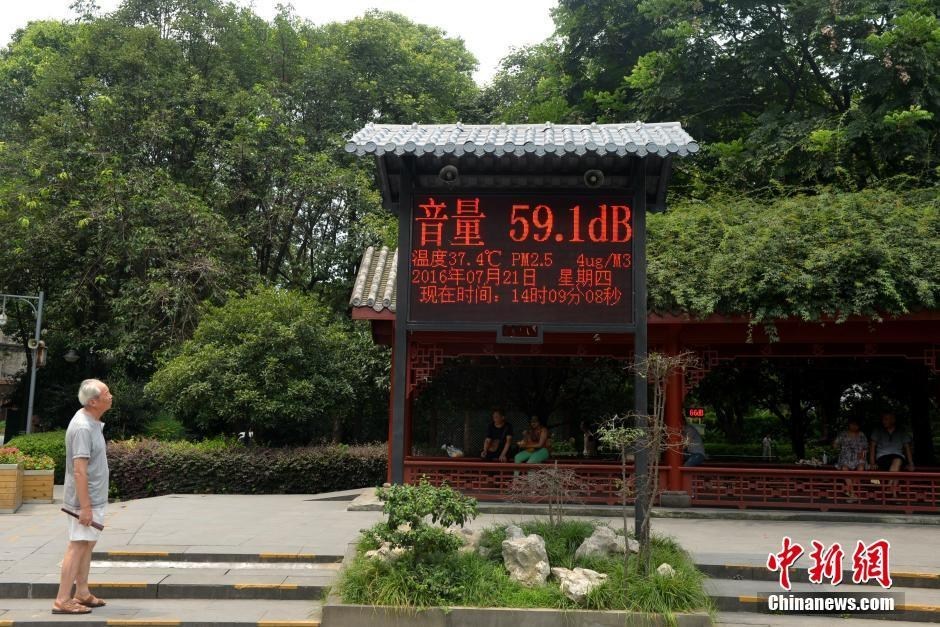 音量 59.1dB
温度37.4℃ PM2.5 4ug/M3
2016年07月21日 星期四
现在时间：14时09分08秒
66dB
中新网
Chinanews.com